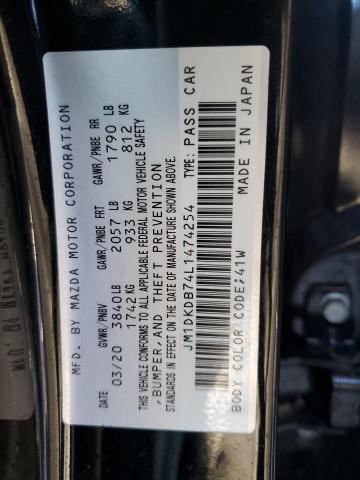 MFD. BY MAZDA MOTOR CORPORATION
DATE GVWR/PNBV GAWR/PNBE FRT GAWR/PNBE RR
03/20 3840LB 2057 LB 1790 LB
1742 KG 933 KG 812 KG
THIS VEHICLE CONFORMS TO ALL APPLICABLE FEDERAL MOTOR VEHICLE SAFETY
,BUMPER,AND THEFT PREVENTION
STANDARDS IN EFFECT ON THE DATE OF MANUFACTURE SHOWN ABOVE.
JM1DKDB74L1474254 TYPE: PASS CAR
BODY COLOR CODE:41W MADE IN JAPAN